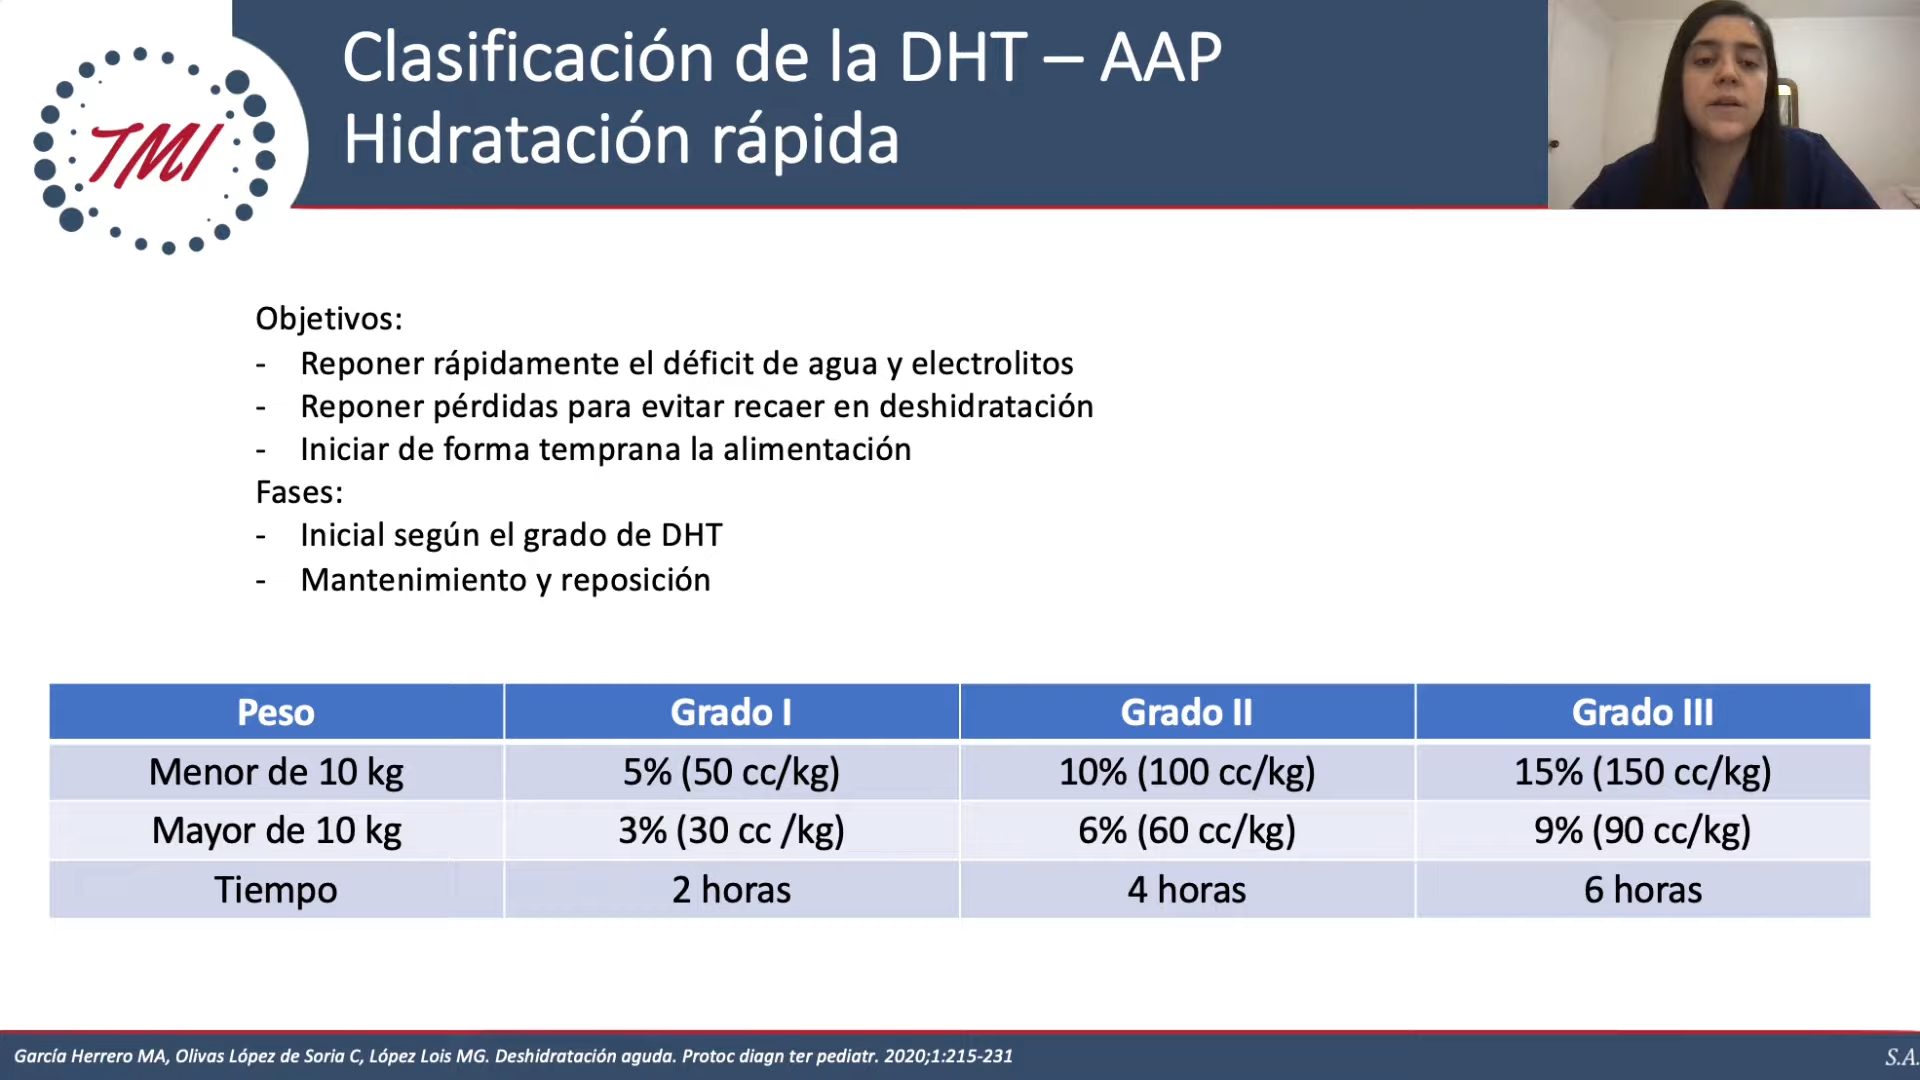 Clasificación de la DHT – AAP
Hidratación rápida
TMI
Objetivos:
- Reponer rápidamente el déficit de agua y electrolitos
- Reponer pérdidas para evitar recaer en deshidratación
- Iniciar de forma temprana la alimentación
Fases:
- Inicial según el grado de DHT
- Mantenimiento y reposición
Peso Grado I Grado II Grado III
Menor de 10 kg 5% (50 cc/kg) 10% (100 cc/kg) 15% (150 cc/kg)
Mayor de 10 kg 3% (30 cc /kg) 6% (60 cc/kg) 9% (90 cc/kg)
Tiempo 2 horas 4 horas 6 horas
García Herrero MA, Olivas López de Soria C, López Lois MG. Deshidratación aguda. Protoc diagn ter pediatr. 2020;1:215-231
S.A.